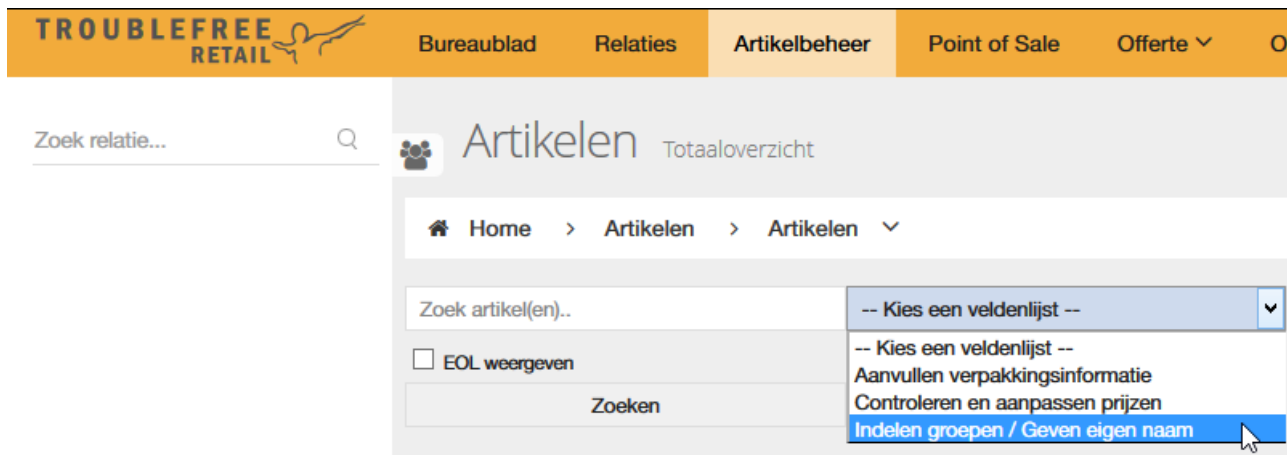 TROUBLEFREE
RETAIL
Bureaublad Relaties Artikelbeheer Point of Sale Offerte O
Zoek relatie...
Artikelen Totaaloverzicht
Home > Artikelen > Artikelen
Zoek artikel(en).. -- Kies een veldenlijst --
EOL weergeven
Zoeken
-- Kies een veldenlijst --
Aanvullen verpakkingsinformatie
Controleren en aanpassen prijzen
Indelen groepen / Geven eigen naam